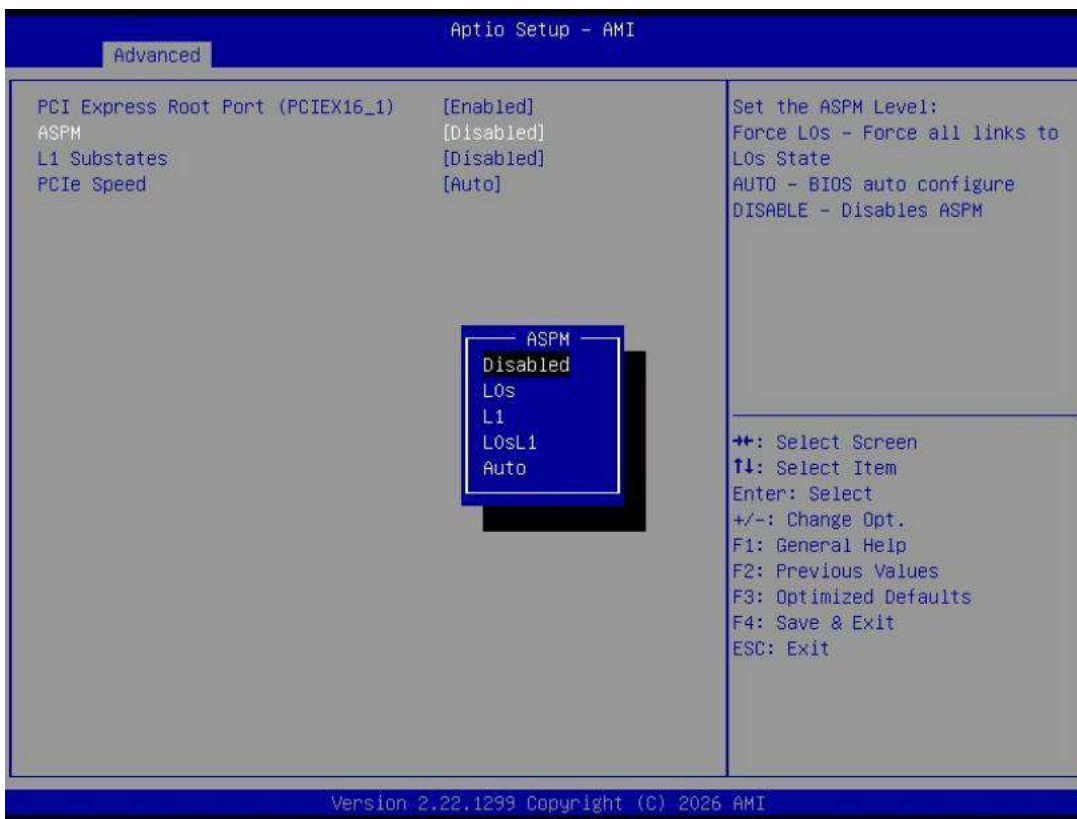 Aptio Setup – AMI
Advanced
PCI Express Root Port (PCIEX16_1) [Enabled]
ASPM [Disabled]
L1 Substates [Disabled]
PCIe Speed [Auto]
Set the ASPM Level:
Force L0s – Force all links to
L0s State
AUTO – BIOS auto configure
DISABLE – Disables ASPM
ASPM
Disabled
L0s
L1
L0sL1
Auto
→←: Select Screen
↑↓: Select Item
Enter: Select
+/-: Change Opt.
F1: General Help
F2: Previous Values
F3: Optimized Defaults
F4: Save & Exit
ESC: Exit
Version 2.22.1299 Copyright (C) 2026 AMI